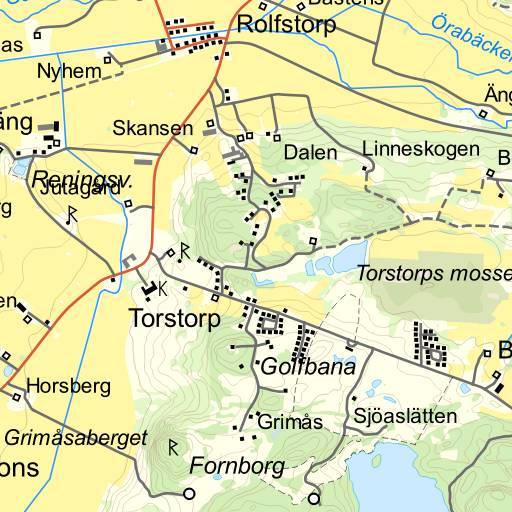 Bastens
Rolfstorp
Örabäcken
as
Nyhem
Äng
äng
Skansen
Linneskogen
Dalen
B
Reningsv.
Jutagård
rg
R
Torstorps mosse
en
K
Torstorp
B
Golfbana
Horsberg
Grimås
Sjöaslätten
Grimåsaberget
ons
Fornborg